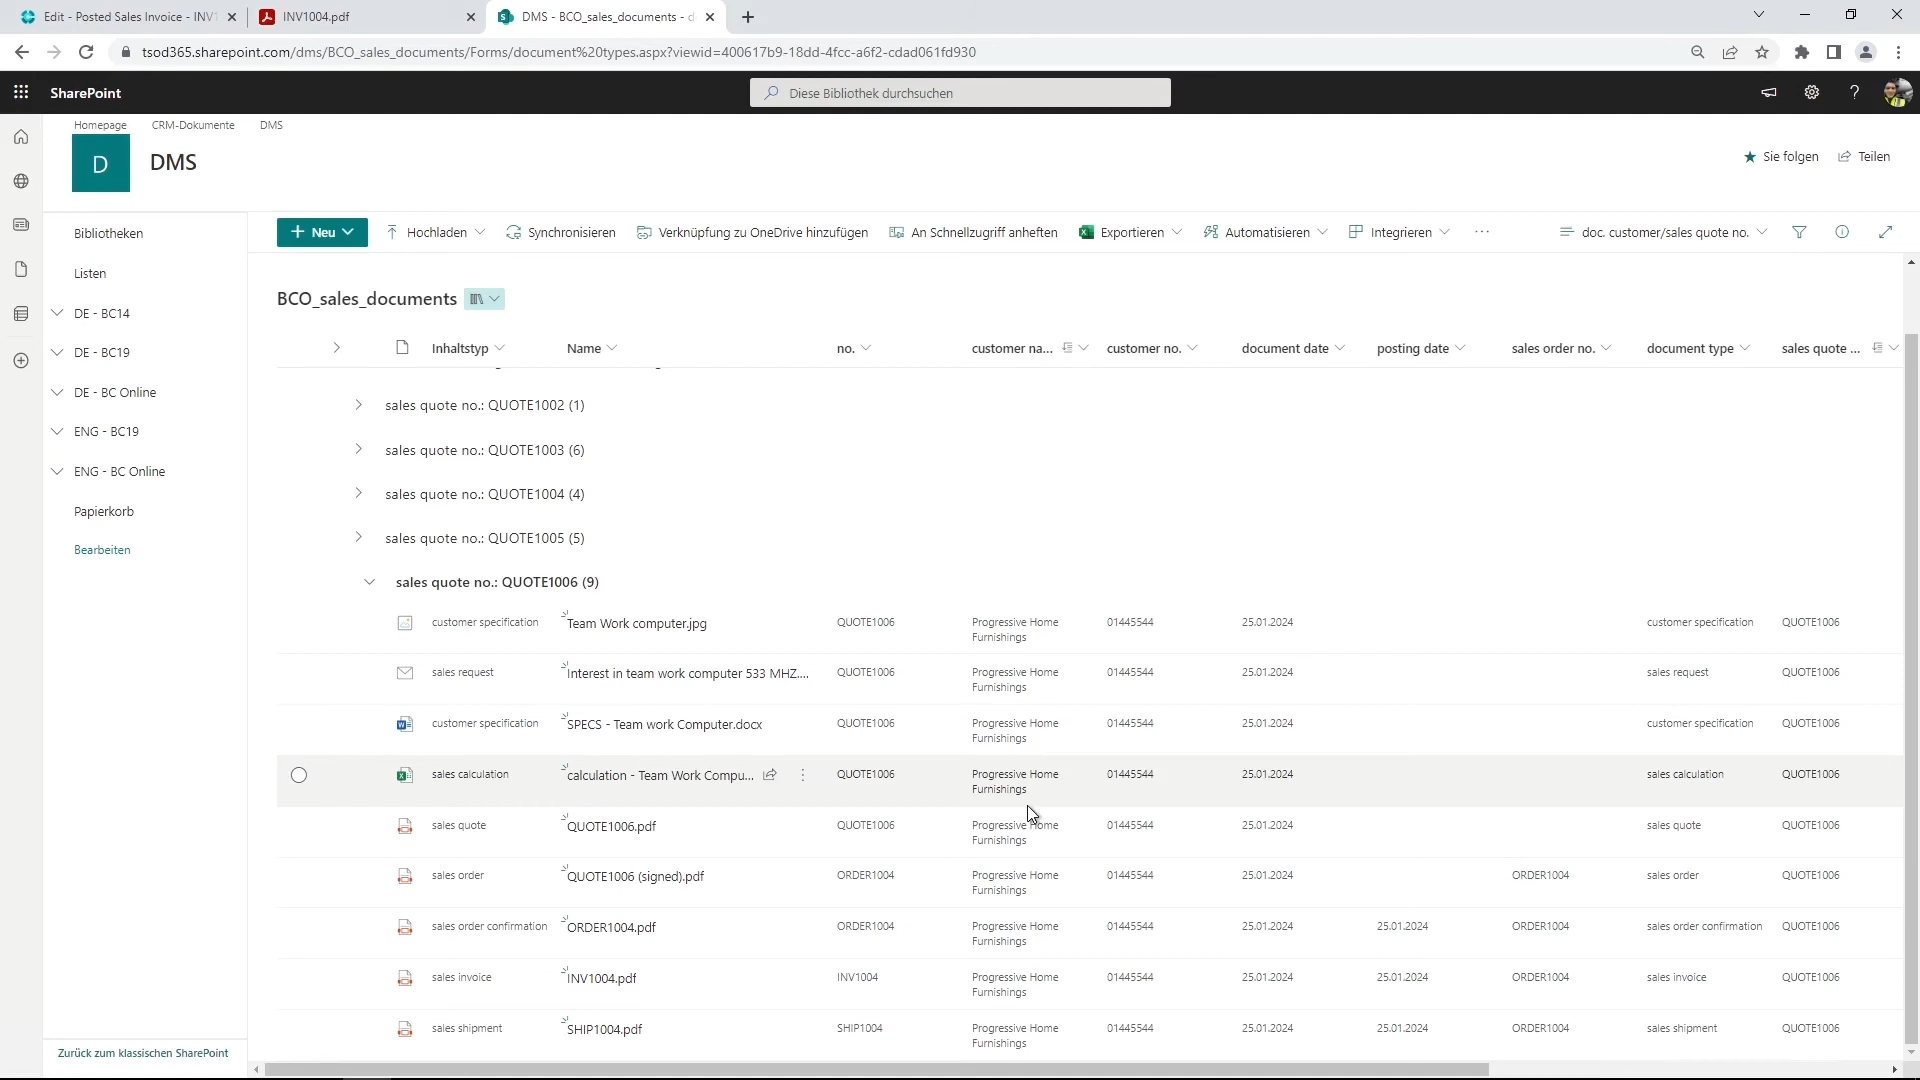 Edit - Posted Sales Invoice - INV1
INV1004.pdf
DMS - BCO_sales_documents - d
tsod365.sharepoint.com/dms/BCO_sales_documents/Forms/document%20types.aspx?viewid=400617b9-18dd-4fcc-a6f2-cdad061fd930
SharePoint
Diese Bibliothek durchsuchen
Homepage CRM-Dokumente DMS
D
DMS
Sie folgen Teilen
Neu Hochladen Synchronisieren Verknüpfung zu OneDrive hinzufügen An Schnellzugriff anheften Exportieren Automatisieren Integrieren ... doc. customer/sales quote no.
Bibliotheken
Listen
DE - BC14
DE - BC19
DE - BC Online
ENG - BC19
ENG - BC Online
Papierkorb
Bearbeiten
Zurück zum klassischen SharePoint
BCO_sales_documents
Inhaltstyp Name no. customer na... customer no. document date posting date sales order no. document type sales quote ...
sales quote no.: QUOTE1002 (1)
sales quote no.: QUOTE1003 (6)
sales quote no.: QUOTE1004 (4)
sales quote no.: QUOTE1005 (5)
sales quote no.: QUOTE1006 (9)
customer specification Team Work computer.jpg QUOTE1006 Progressive Home 01445544 25.01.2024 customer specification QUOTE1006
Furnishings
sales request Interest in team work computer 533 MHZ.... QUOTE1006 Progressive Home 01445544 25.01.2024 sales request QUOTE1006
Furnishings
customer specification SPECS - Team work Computer.docx QUOTE1006 Progressive Home 01445544 25.01.2024 customer specification QUOTE1006
Furnishings
sales calculation calculation - Team Work Compu... QUOTE1006 Progressive Home 01445544 25.01.2024 sales calculation QUOTE1006
Furnishings
sales quote QUOTE1006.pdf QUOTE1006 Progressive Home 01445544 25.01.2024 sales quote QUOTE1006
Furnishings
sales order QUOTE1006 (signed).pdf ORDER1004 Progressive Home 01445544 25.01.2024 ORDER1004 sales order QUOTE1006
Furnishings
sales order confirmation ORDER1004.pdf ORDER1004 Progressive Home 01445544 25.01.2024 25.01.2024 ORDER1004 sales order confirmation QUOTE1006
Furnishings
sales invoice INV1004.pdf INV1004 Progressive Home 01445544 25.01.2024 25.01.2024 ORDER1004 sales invoice QUOTE1006
Furnishings
sales shipment SHIP1004.pdf SHIP1004 Progressive Home 01445544 25.01.2024 25.01.2024 ORDER1004 sales shipment QUOTE1006
Furnishings